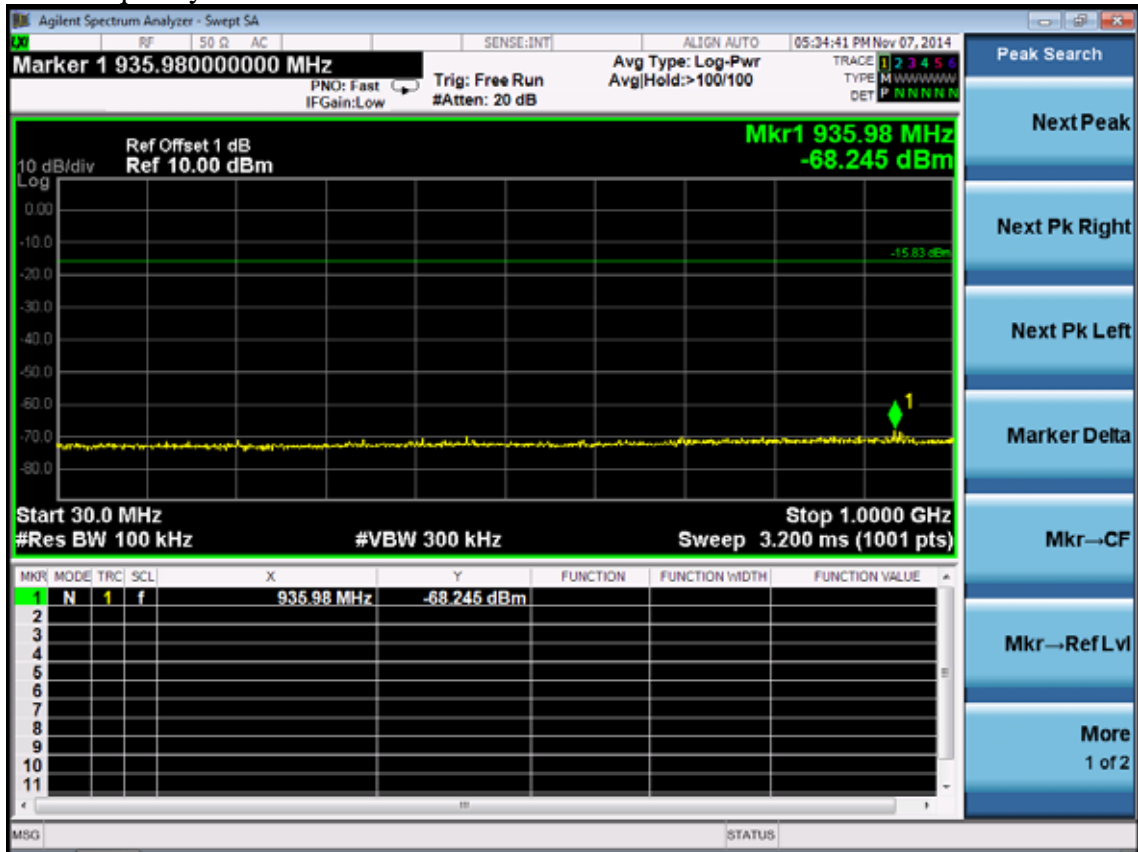 Agilent Spectrum Analyzer - Swept SA
LXI RF 50 Ω AC SENSE:INT ALIGN AUTO 05:34:41 PM Nov 07, 2014
Marker 1 935.980000000 MHz
PNO: Fast
IFGain:Low
Trig: Free Run
#Atten: 20 dB
Avg Type: Log-Pwr
Avg|Hold:>100/100
TRACE 1 2 3 4 5 6
TYPE M WWWWW
DET P N N N N N
Peak Search
Next Peak
Next Pk Right
Next Pk Left
Marker Delta
Mkr→CF
Mkr→Ref Lvl
More
1 of 2
Mkr1 935.98 MHz
-68.245 dBm
Ref Offset 1 dB
10 dB/div Ref 10.00 dBm
Log
0.00
-10.0
-15.83 dBm
-20.0
-30.0
-40.0
-50.0
-60.0
1
-70.0
-80.0
Start 30.0 MHz Stop 1.0000 GHz
#Res BW 100 kHz #VBW 300 kHz Sweep 3.200 ms (1001 pts)
MKR MODE TRC SCL X Y FUNCTION FUNCTION WIDTH FUNCTION VALUE
1 N 1 f 935.98 MHz -68.245 dBm
2
3
4
5
6
7
8
9
10
11
MSG STATUS